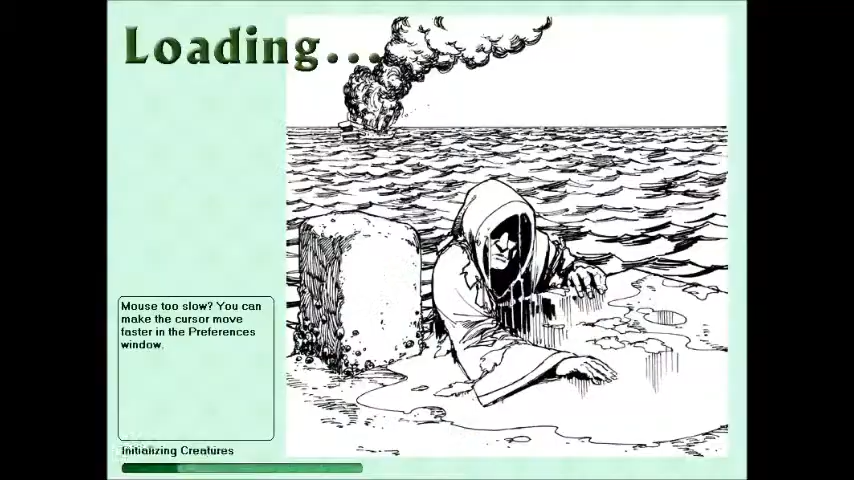 Loading...
Mouse too slow? You can
make the cursor move
faster in the Preferences
window.
Initializing Creatures